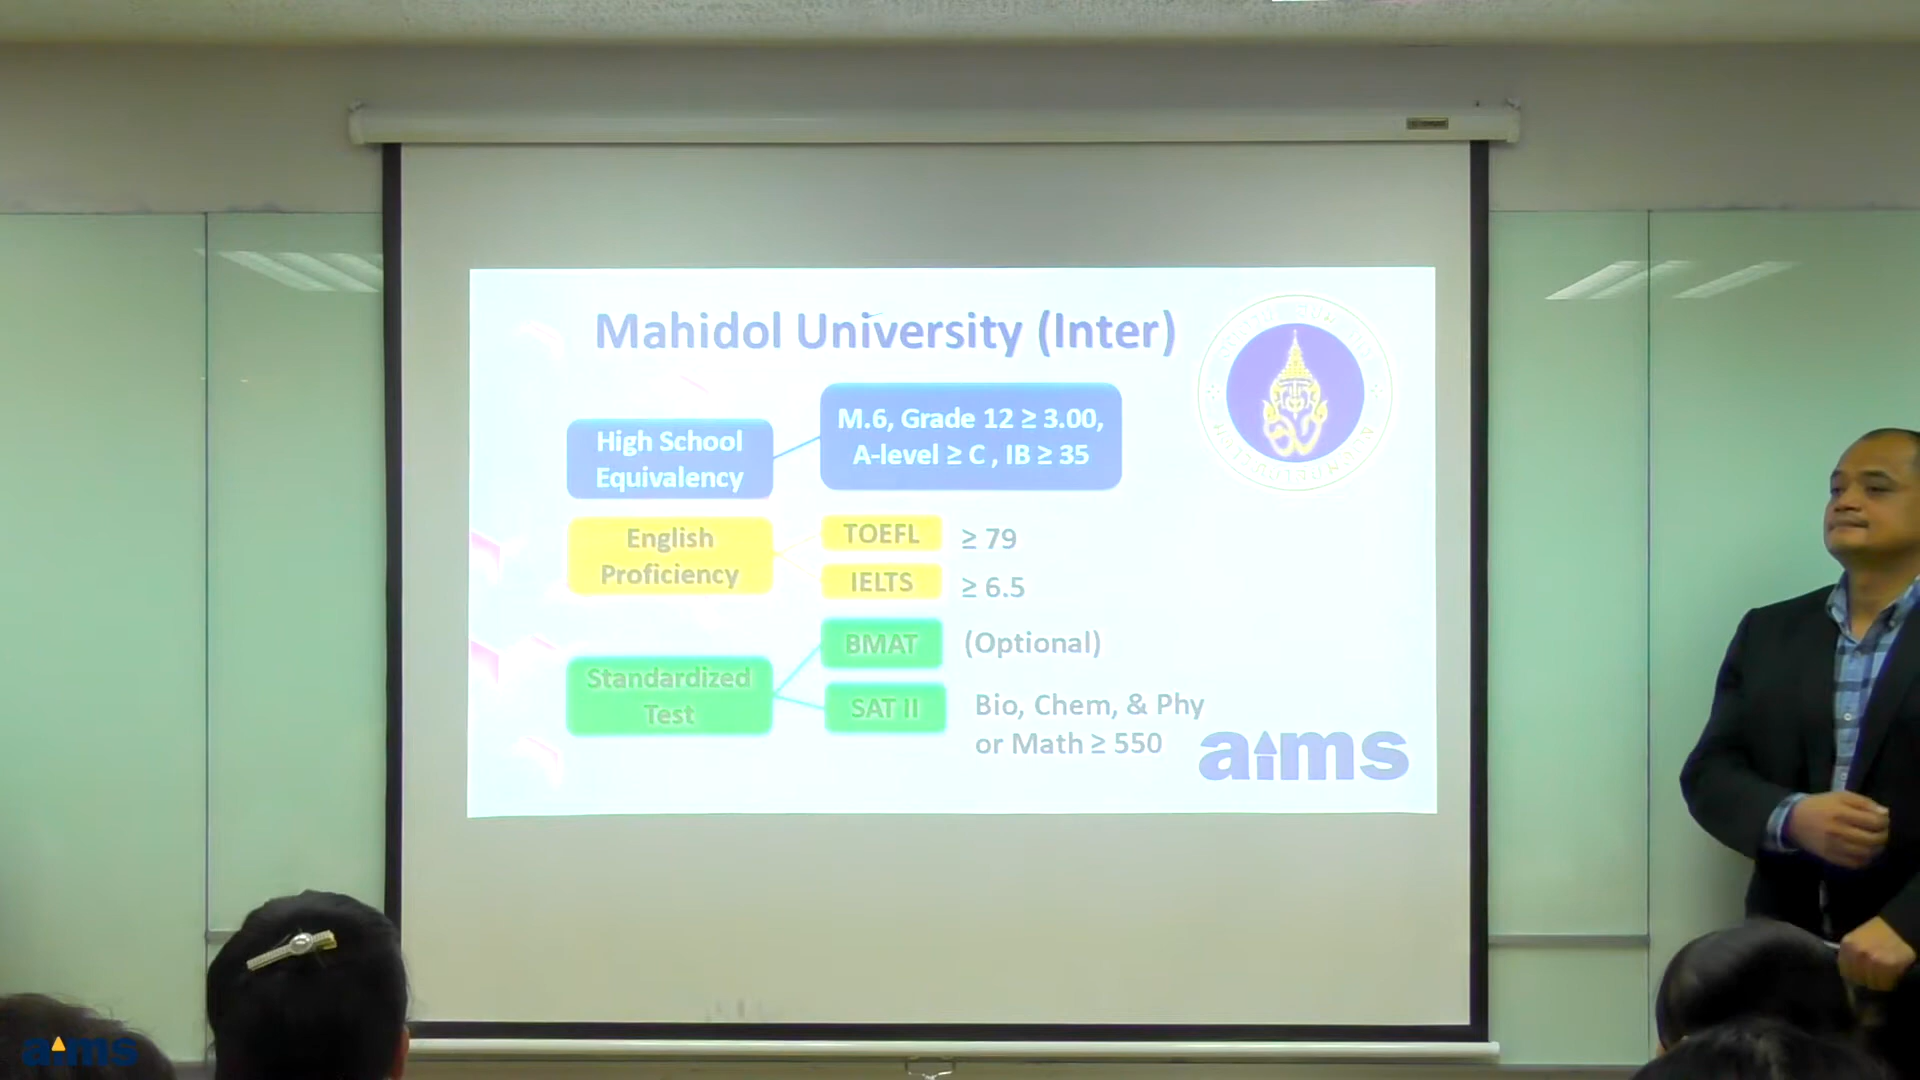 Mahidol University (Inter)
High School
Equivalency
M.6, Grade 12 ≥ 3.00,
A-level ≥ C , IB ≥ 35
English
Proficiency
TOEFL
≥ 79
IELTS
≥ 6.5
Standardized
Test
BMAT
(Optional)
SAT II
Bio, Chem, & Phy
or Math ≥ 550
aims
aims